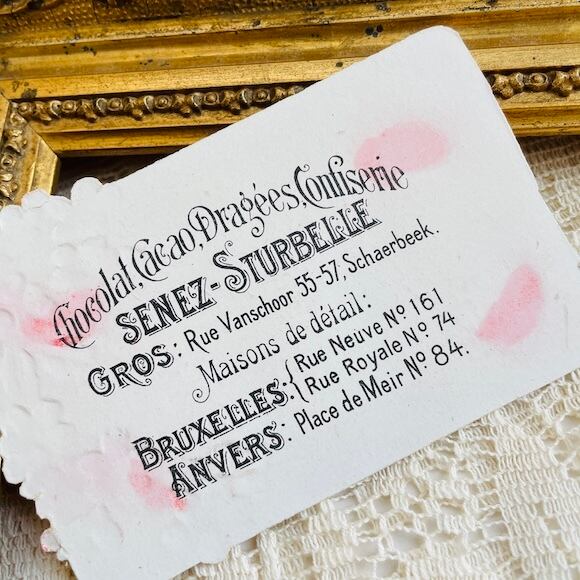 Chocolat, Cacao, Dragées, Confiserie
SENEZ-STURBELLE
GROS: Rue Vanschoor 55-57, Schaerbeek.
Maisons de détail:
BRUXELLES: { Rue Neuve Nº 161
Rue Royale Nº 74
ANVERS: Place de Meir Nº 84.